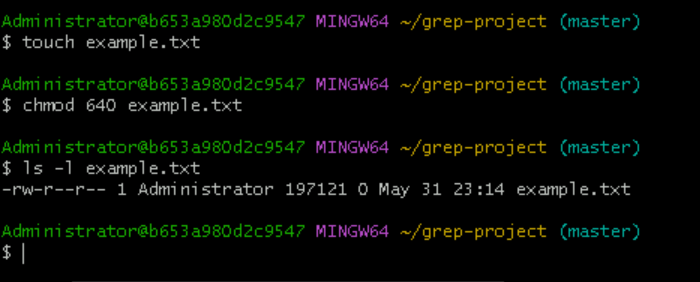 Administrator@b653a980d2c9547 MINGW64 ~/grep-project (master)
$ touch example.txt
Administrator@b653a980d2c9547 MINGW64 ~/grep-project (master)
$ chmod 640 example.txt
Administrator@b653a980d2c9547 MINGW64 ~/grep-project (master)
$ ls -l example.txt
-rw-r--r-- 1 Administrator 197121 0 May 31 23:14 example.txt
Administrator@b653a980d2c9547 MINGW64 ~/grep-project (master)
$